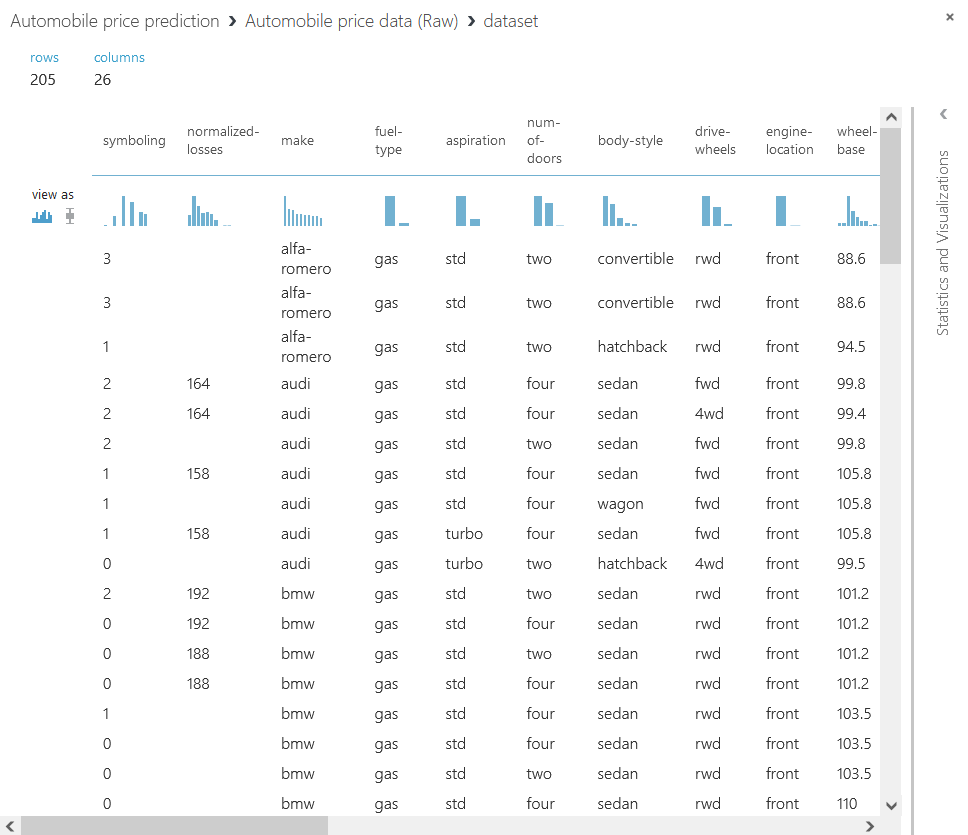 Automobile price prediction › Automobile price data (Raw) › dataset
rows columns
205 26
symboling normalized-losses make fuel-type aspiration num-of-doors body-style drive-wheels engine-location wheel-base
view as
3 alfa-romero gas std two convertible rwd front 88.6
3 alfa-romero gas std two convertible rwd front 88.6
1 alfa-romero gas std two hatchback rwd front 94.5
2 164 audi gas std four sedan fwd front 99.8
2 164 audi gas std four sedan 4wd front 99.4
2 audi gas std two sedan fwd front 99.8
1 158 audi gas std four sedan fwd front 105.8
1 audi gas std four wagon fwd front 105.8
1 158 audi gas turbo four sedan fwd front 105.8
0 audi gas turbo two hatchback 4wd front 99.5
2 192 bmw gas std two sedan rwd front 101.2
0 192 bmw gas std four sedan rwd front 101.2
0 188 bmw gas std two sedan rwd front 101.2
0 188 bmw gas std four sedan rwd front 101.2
1 bmw gas std four sedan rwd front 103.5
0 bmw gas std four sedan rwd front 103.5
0 bmw gas std two sedan rwd front 103.5
0 bmw gas std four sedan rwd front 110
Statistics and Visualizations